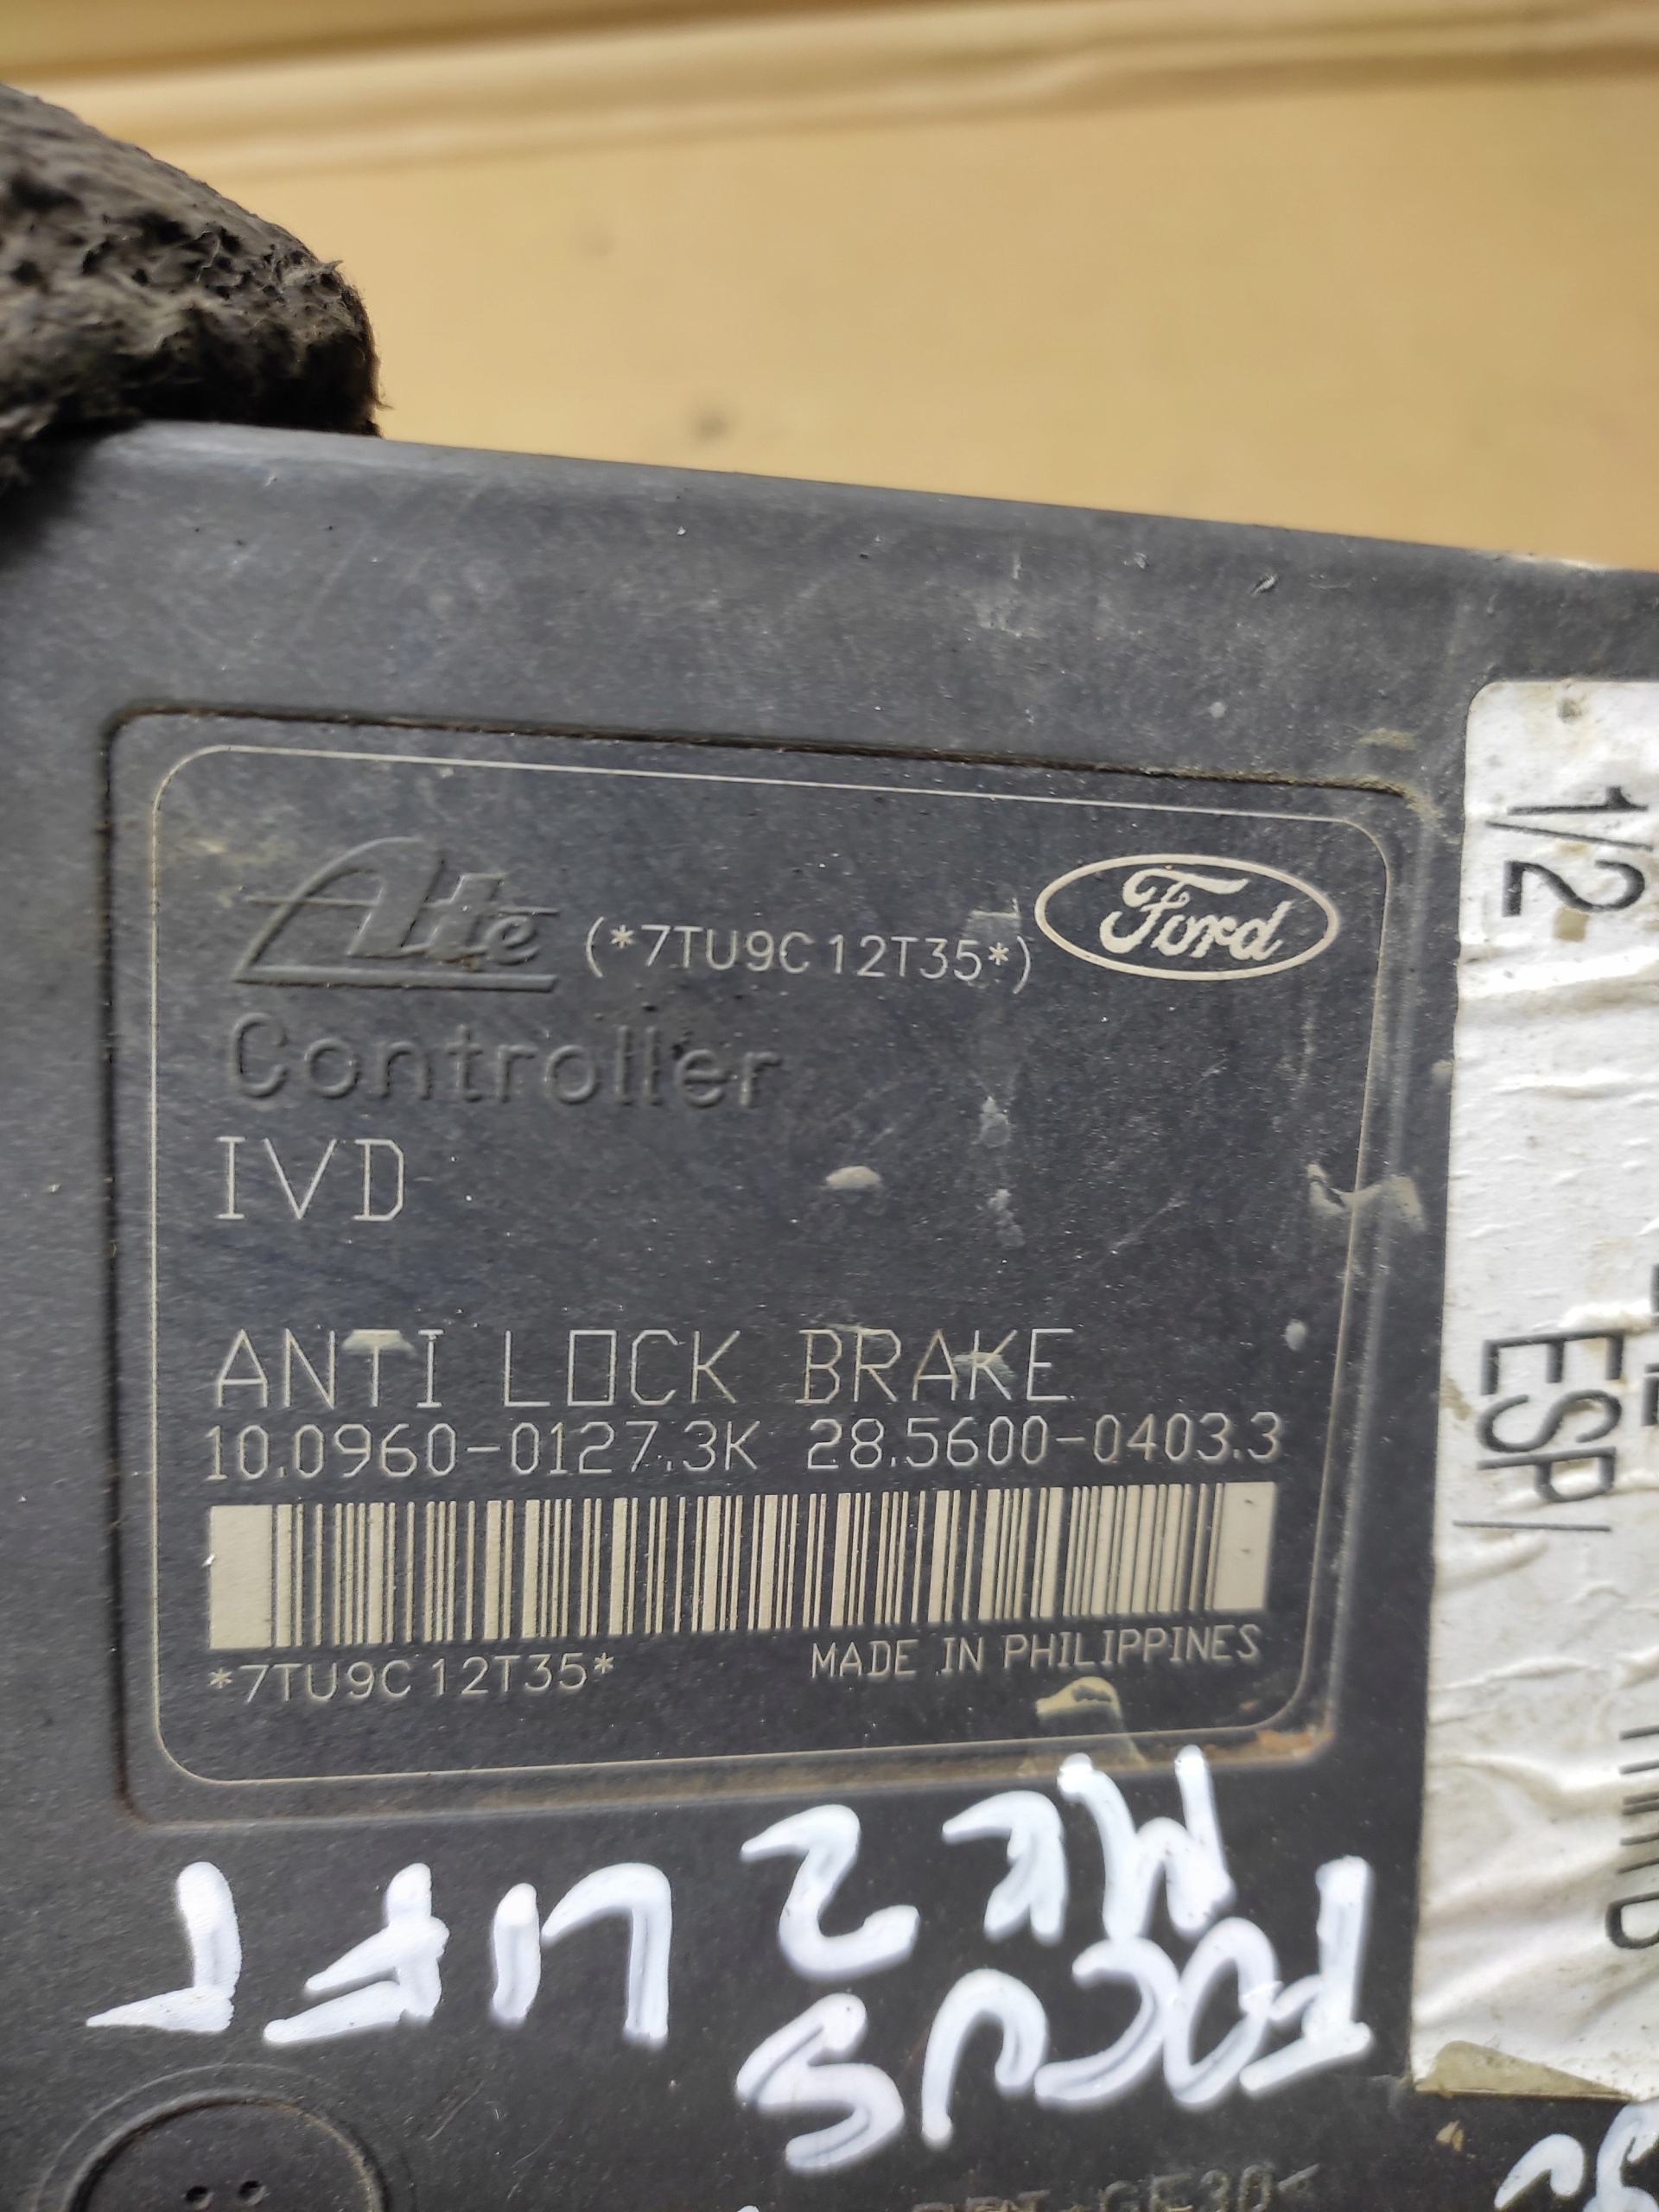 Ate (*7TU9C12T35*) Ford
Controller
IVD
ANTI LOCK BRAKE
10.0960-0127.3K 28.5600-0403.3
*7TU9C12T35*
MADE IN PHILIPPINES
1/2
ESP/
FOCUS
MK 2
LIFT